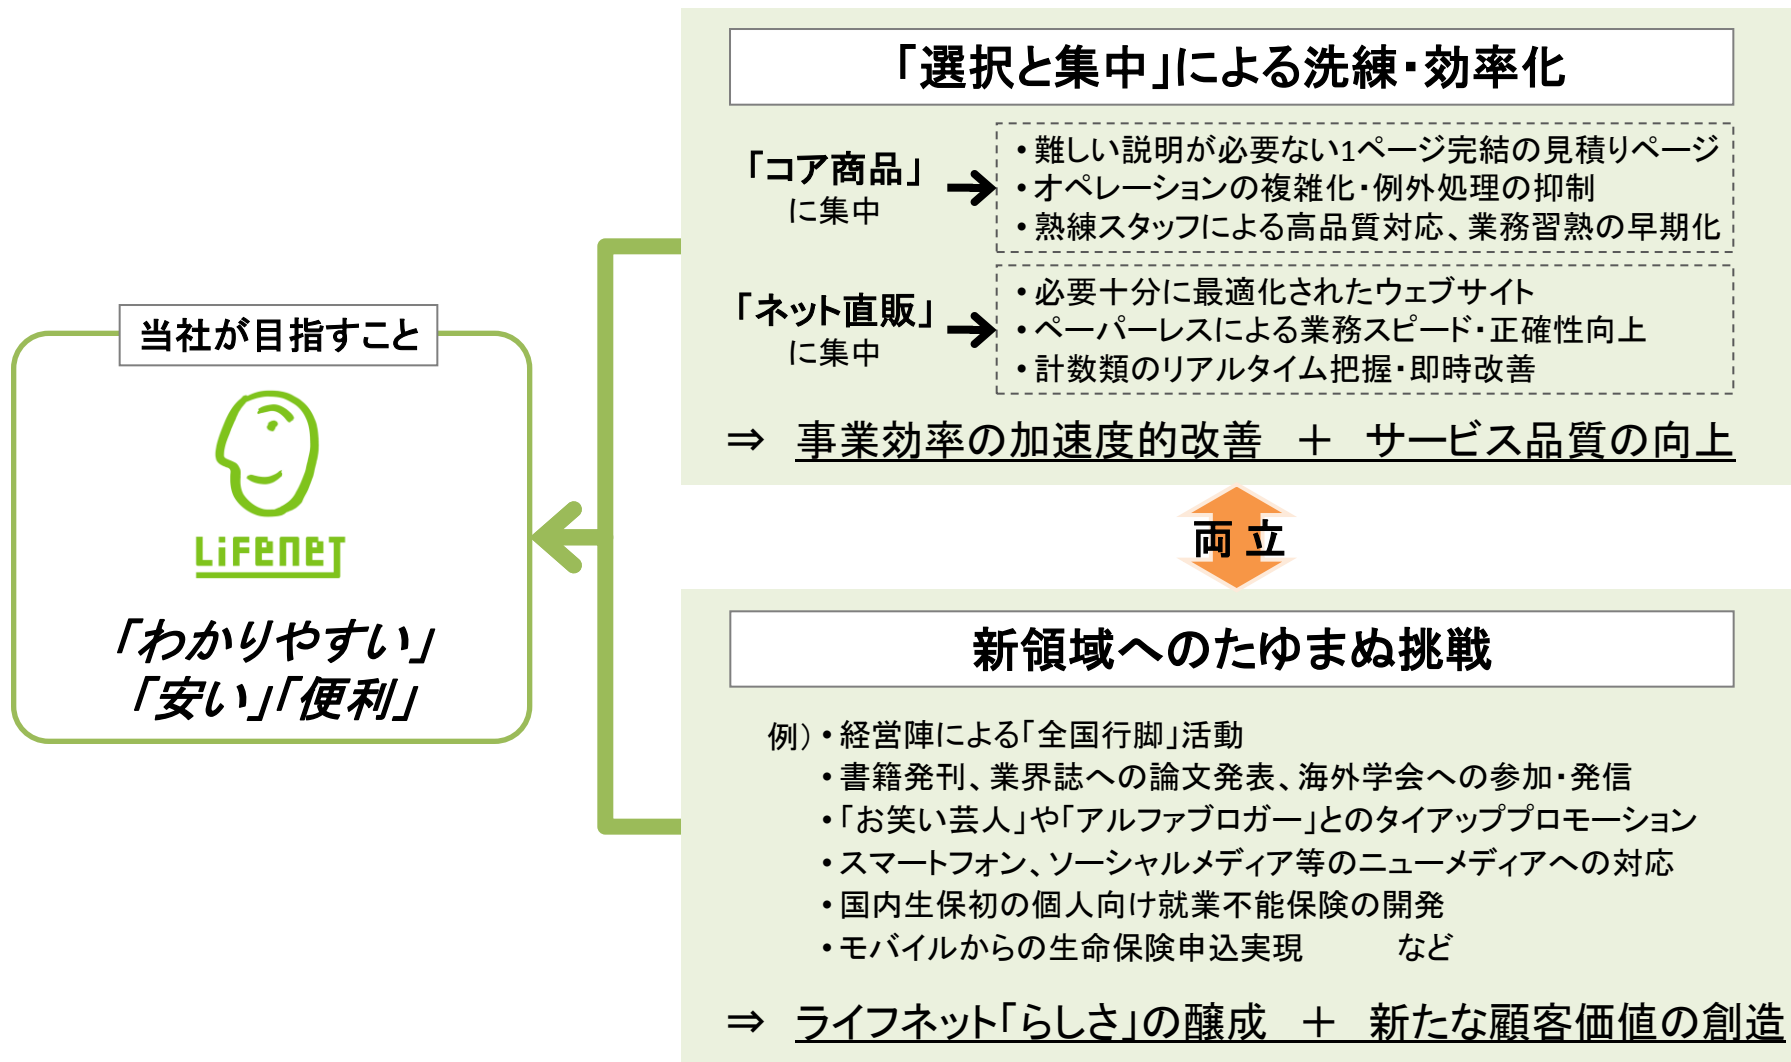 「選択と集中」による洗練・効率化
「コア商品」
に集中
・難しい説明が必要ない1ページ完結の見積りページ
・オペレーションの複雑化・例外処理の抑制
・熟練スタッフによる高品質対応、業務習熟の早期化
「ネット直販」
に集中
・必要十分に最適化されたウェブサイト
・ペーパーレスによる業務スピード・正確性向上
・計数類のリアルタイム把握・即時改善
⇒ 事業効率の加速度的改善 ＋ サービス品質の向上
当社が目指すこと
LiFENET
「わかりやすい」
「安い」「便利」
両立
新領域へのたゆまぬ挑戦
例）・経営陣による「全国行脚」活動
・書籍発刊、業界誌への論文発表、海外学会への参加・発信
・「お笑い芸人」や「アルファブロガー」とのタイアッププロモーション
・スマートフォン、ソーシャルメディア等のニューメディアへの対応
・国内生保初の個人向け就業不能保険の開発
・モバイルからの生命保険申込実現 など
⇒ ライフネット「らしさ」の醸成 ＋ 新たな顧客価値の創造